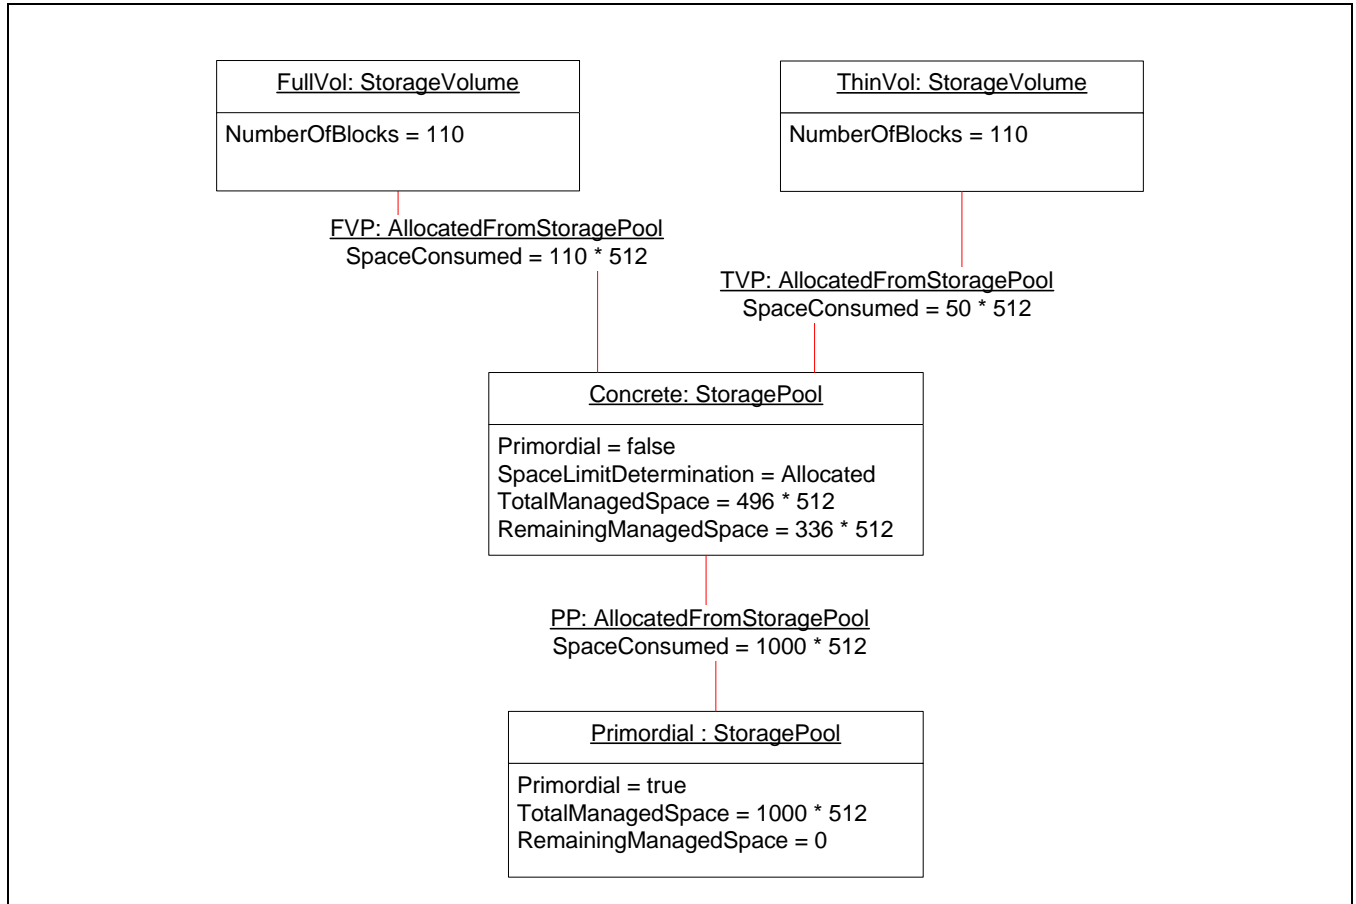 FullVol: StorageVolume
NumberOfBlocks = 110
ThinVol: StorageVolume
NumberOfBlocks = 110
FVP: AllocatedFromStoragePool
SpaceConsumed = 110 * 512
TVP: AllocatedFromStoragePool
SpaceConsumed = 50 * 512
Concrete: StoragePool
Primordial = false
SpaceLimitDetermination = Allocated
TotalManagedSpace = 496 * 512
RemainingManagedSpace = 336 * 512
PP: AllocatedFromStoragePool
SpaceConsumed = 1000 * 512
Primordial : StoragePool
Primordial = true
TotalManagedSpace = 1000 * 512
RemainingManagedSpace = 0